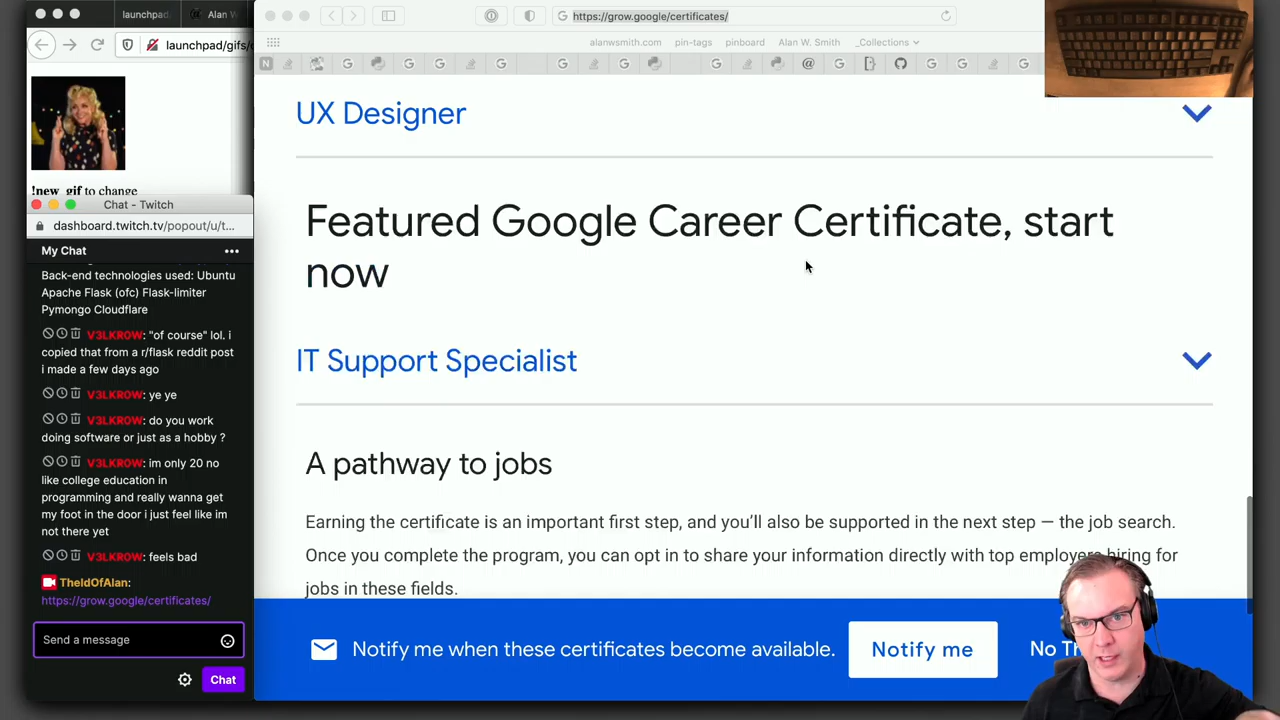 launchpad
Alan W
launchpad/gifs/
!new_gif to change
Chat - Twitch
dashboard.twitch.tv/popout/u/t...
My Chat
Back-end technologies used: Ubuntu
Apache Flask (ofc) Flask-limiter
Pymongo Cloudflare
V3LKR0W: "of course" lol. i
copied that from a r/flask reddit post
i made a few days ago
V3LKR0W: ye ye
V3LKR0W: do you work
doing software or just as a hobby ?
V3LKR0W: im only 20 no
like college education in
programming and really wanna get
my foot in the door i just feel like im
not there yet
V3LKR0W: feels bad
TheIdOfAlan:
https://grow.google/certificates/
Send a message
Chat
https://grow.google/certificates/
alanwsmith.com pin-tags pinboard Alan W. Smith _Collections
UX Designer
Featured Google Career Certificate, start
now
IT Support Specialist
A pathway to jobs
Earning the certificate is an important first step, and you'll also be supported in the next step — the job search.
Once you complete the program, you can opt in to share your information directly with top employers hiring for
jobs in these fields.
Notify me when these certificates become available.
Notify me
No Th